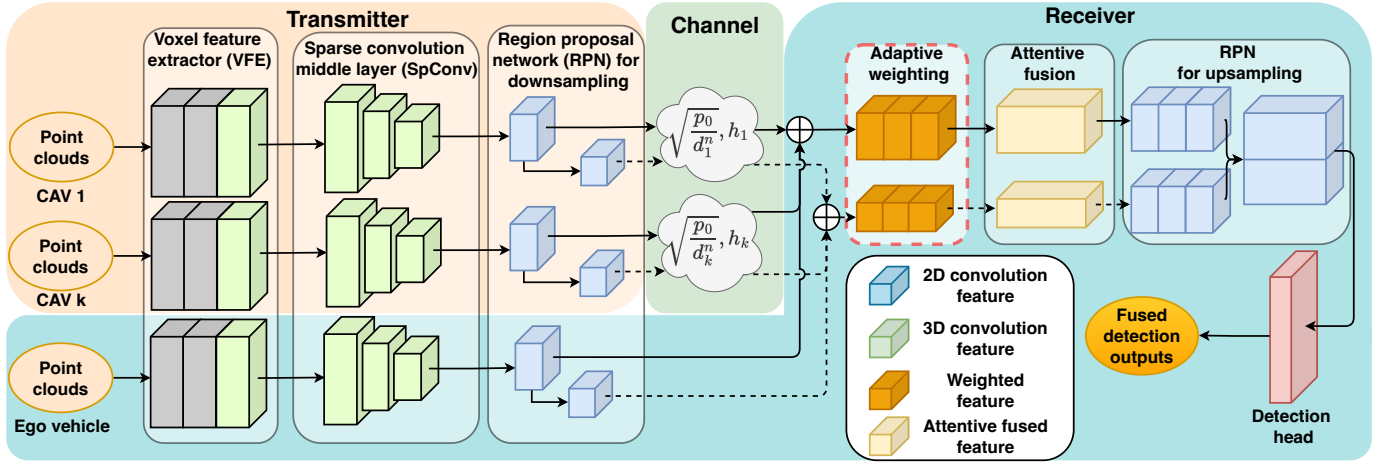 Transmitter
Channel
Receiver
Voxel feature
extractor (VFE)
Sparse convolution
middle layer (SpConv)
Region proposal
network (RPN) for
downsampling
Adaptive
weighting
Attentive
fusion
RPN
for upsampling
Point
clouds
CAV 1
√(p₀/d₁ⁿ), h₁
Point
clouds
CAV k
√(p₀/dₖⁿ), hₖ
Point
clouds
Ego vehicle
2D convolution
feature
3D convolution
feature
Weighted
feature
Attentive fused
feature
Fused
detection
outputs
Detection
head